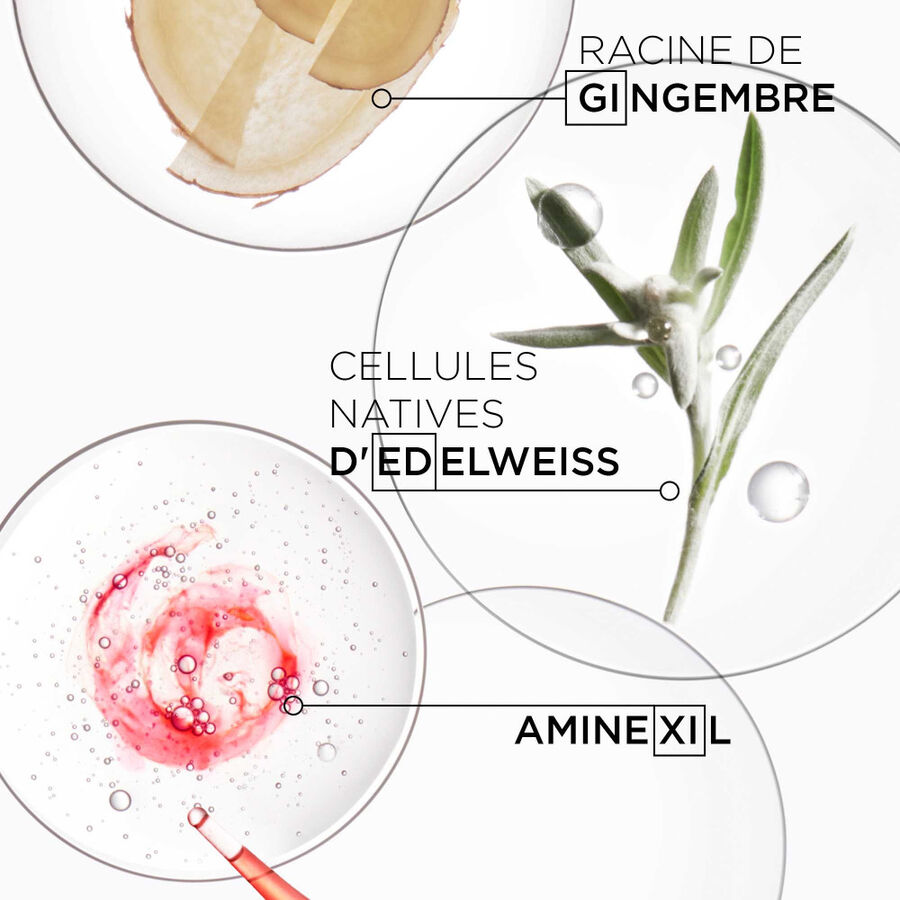 RACINE DE
GINGEMBRE
CELLULES
NATIVES
D'EDELWEISS
AMINEXIL